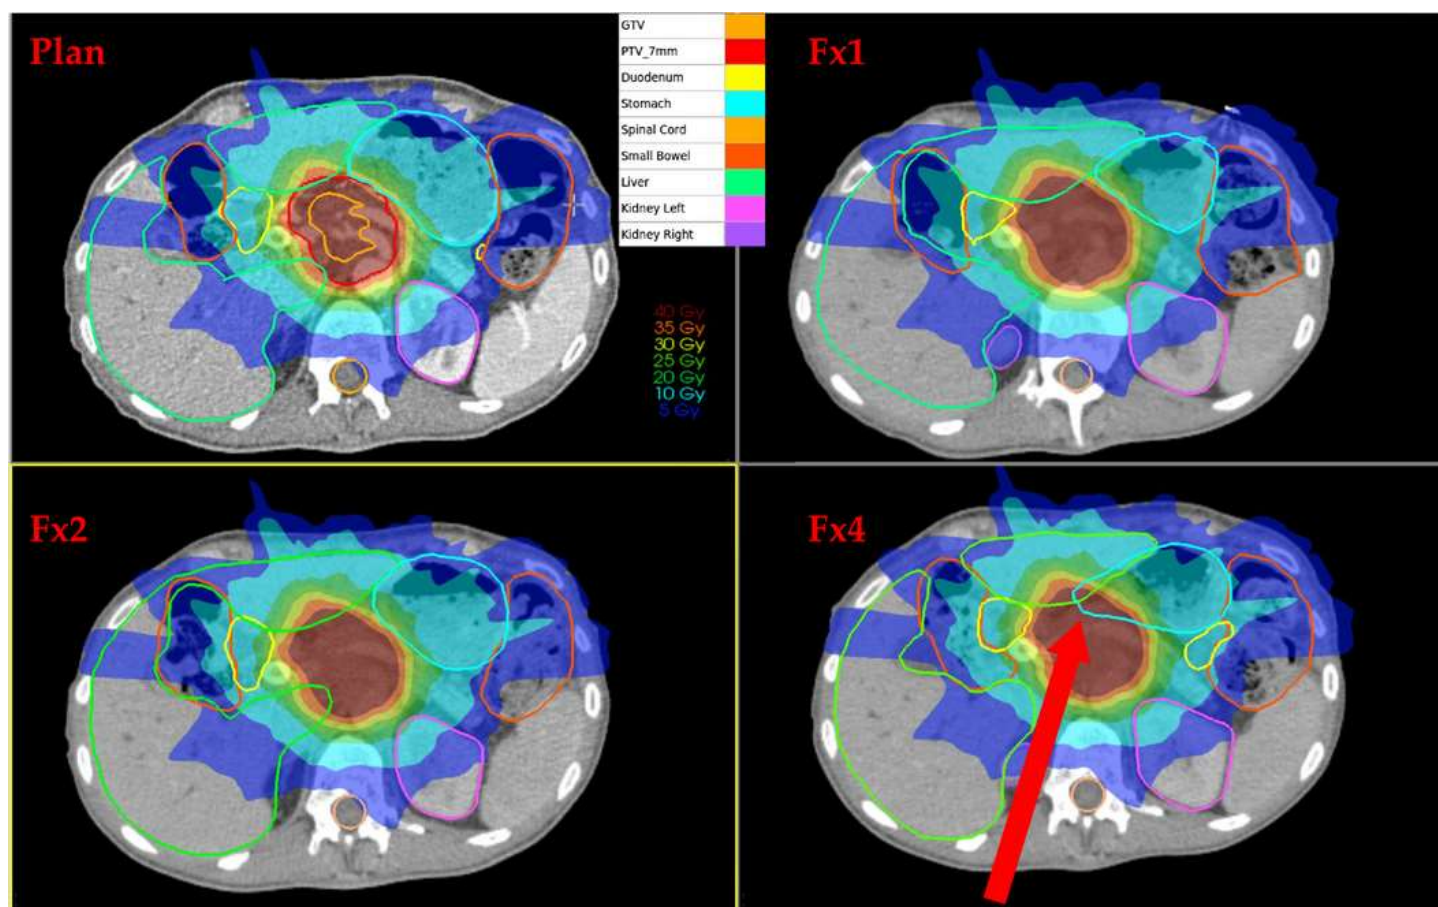 Plan
GTV
PTV_7mm
Duodenum
Stomach
Spinal Cord
Small Bowel
Liver
Kidney Left
Kidney Right
40 Gy
35 Gy
30 Gy
25 Gy
20 Gy
10 Gy
5 Gy
Fx1
Fx2
Fx4